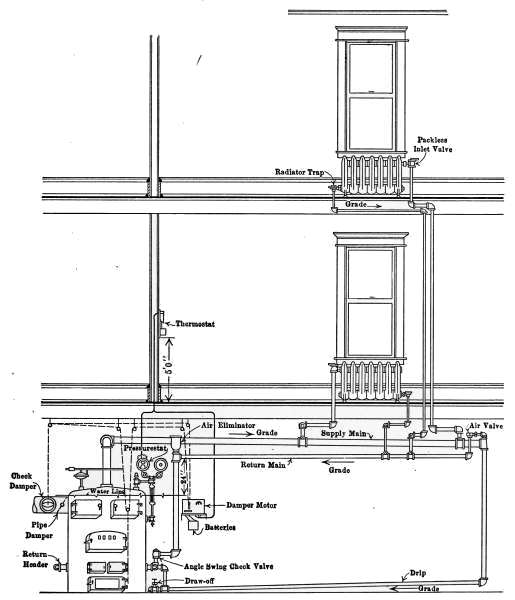 Packless
Inlet Valve
Radiator Trap
Grade
Thermostat
5'0"
Air Eliminator
Grade
Supply Main
Air Valve
Pressurestat
Return Main
Grade
Check
Damper
Water Line
Damper Motor
Pipe
Damper
Batteries
Return
Header
Angle Swing Check Valve
Draw-off
Drip
Grade